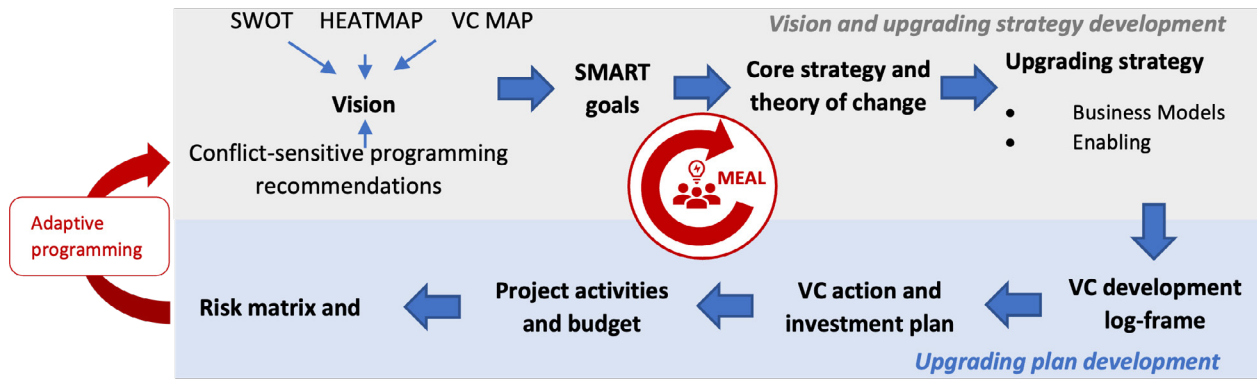 SWOT HEATMAP VC MAP
Vision and upgrading strategy development
Vision
Conflict-sensitive programming
recommendations
SMART
goals
Core strategy and
theory of change
Upgrading strategy
• Business Models
• Enabling
MEAL
Adaptive
programming
VC development
log-frame
VC action and
investment plan
Project activities
and budget
Risk matrix and
Upgrading plan development